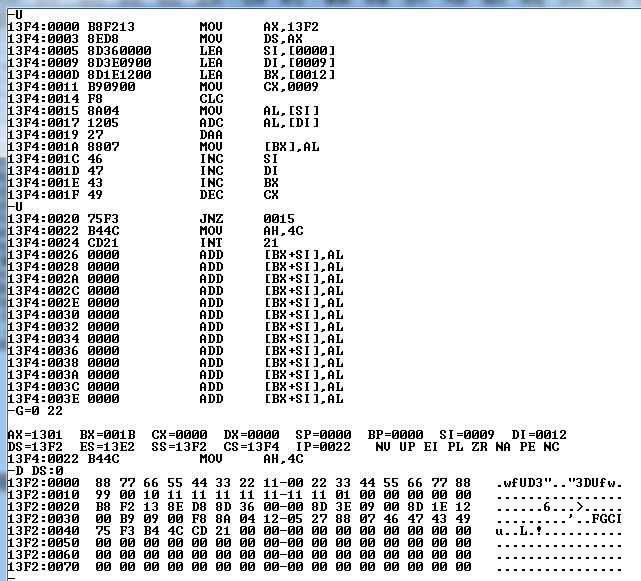 -U
13F4:0000 B8F213 MOV AX,13F2
13F4:0003 8ED8 MOV DS,AX
13F4:0005 8D360000 LEA SI,[0000]
13F4:0009 8D3E0900 LEA DI,[0009]
13F4:000D 8D1E1200 LEA BX,[0012]
13F4:0011 B90900 MOV CX,0009
13F4:0014 F8 CLC
13F4:0015 8A04 MOV AL,[SI]
13F4:0017 1205 ADC AL,[DI]
13F4:0019 27 DAA
13F4:001A 8807 MOV [BX],AL
13F4:001C 46 INC SI
13F4:001D 47 INC DI
13F4:001E 43 INC BX
13F4:001F 49 DEC CX
-U
13F4:0020 75F3 JNZ 0015
13F4:0022 B44C MOV AH,4C
13F4:0024 CD21 INT 21
13F4:0026 0000 ADD [BX+SI],AL
13F4:0028 0000 ADD [BX+SI],AL
13F4:002A 0000 ADD [BX+SI],AL
13F4:002C 0000 ADD [BX+SI],AL
13F4:002E 0000 ADD [BX+SI],AL
13F4:0030 0000 ADD [BX+SI],AL
13F4:0032 0000 ADD [BX+SI],AL
13F4:0034 0000 ADD [BX+SI],AL
13F4:0036 0000 ADD [BX+SI],AL
13F4:0038 0000 ADD [BX+SI],AL
13F4:003A 0000 ADD [BX+SI],AL
13F4:003C 0000 ADD [BX+SI],AL
13F4:003E 0000 ADD [BX+SI],AL
-G=0 22
AX=1301 BX=001B CX=0000 DX=0000 SP=0000 BP=0000 SI=0009 DI=0012
DS=13F2 ES=13E2 SS=13F2 CS=13F4 IP=0022 NV UP EI PL ZR NA PE NC
13F4:0022 B44C MOV AH,4C
-D DS:0
13F2:0000 88 77 66 55 44 33 22 11-00 22 33 44 55 66 77 88 .wfUD3".."3DUfw.
13F2:0010 99 00 10 11 11 11 11 11-11 11 01 00 00 00 00 00 ................
13F2:0020 B8 F2 13 8E D8 8D 36 00-00 8D 3E 09 00 8D 1E 12 ......6...>.....
13F2:0030 00 B9 09 00 F8 8A 04 12-05 27 88 07 46 47 43 49 .........'..FGCI
13F2:0040 75 F3 B4 4C CD 21 00 00-00 00 00 00 00 00 00 00 u..L.!..........
13F2:0050 00 00 00 00 00 00 00 00-00 00 00 00 00 00 00 00 ................
13F2:0060 00 00 00 00 00 00 00 00-00 00 00 00 00 00 00 00 ................
13F2:0070 00 00 00 00 00 00 00 00-00 00 00 00 00 00 00 00 ................
-